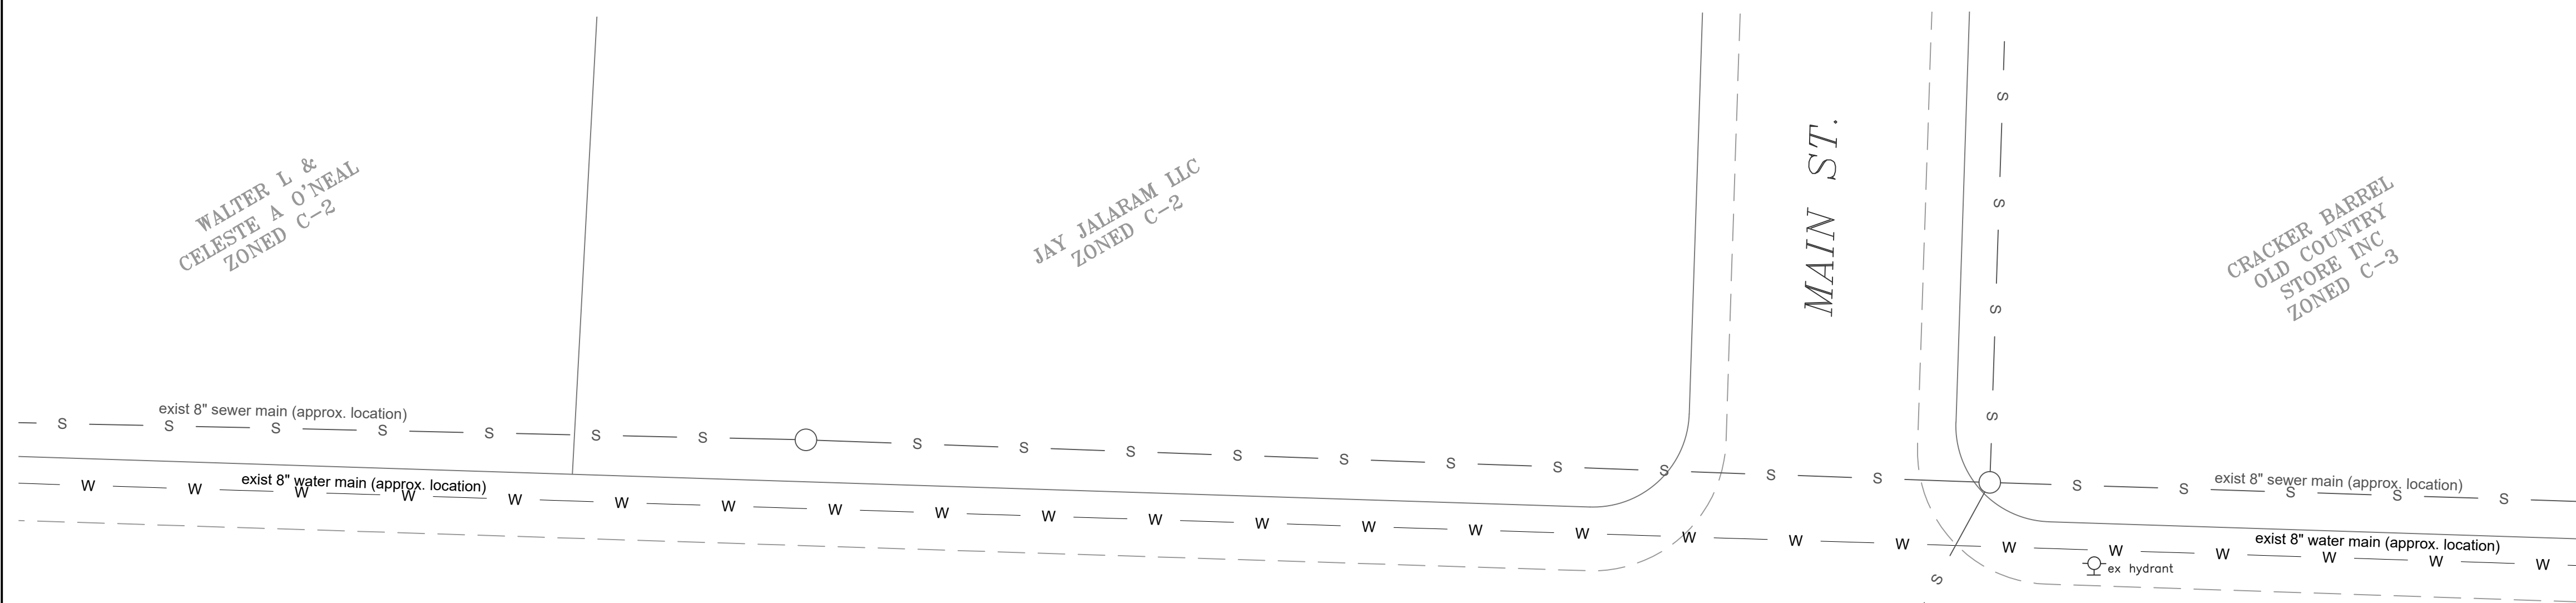 WALTER L &
CELESTE A O'NEAL
ZONED C-2
JAY JALARAM LLC
ZONED C-2
MAIN ST.
CRACKER BARREL
OLD COUNTRY
STORE INC
ZONED C-3
S
S
S
S
exist 8" sewer main (approx. location)
S S S S S S S S S S S S S S S S S S
exist 8" sewer main (approx. location)
S S S S S
exist 8" water main (approx. location)
W W W W W W W W W W W W W W W W W W
exist 8" water main (approx. location)
W W W W W W
ex hydrant
S